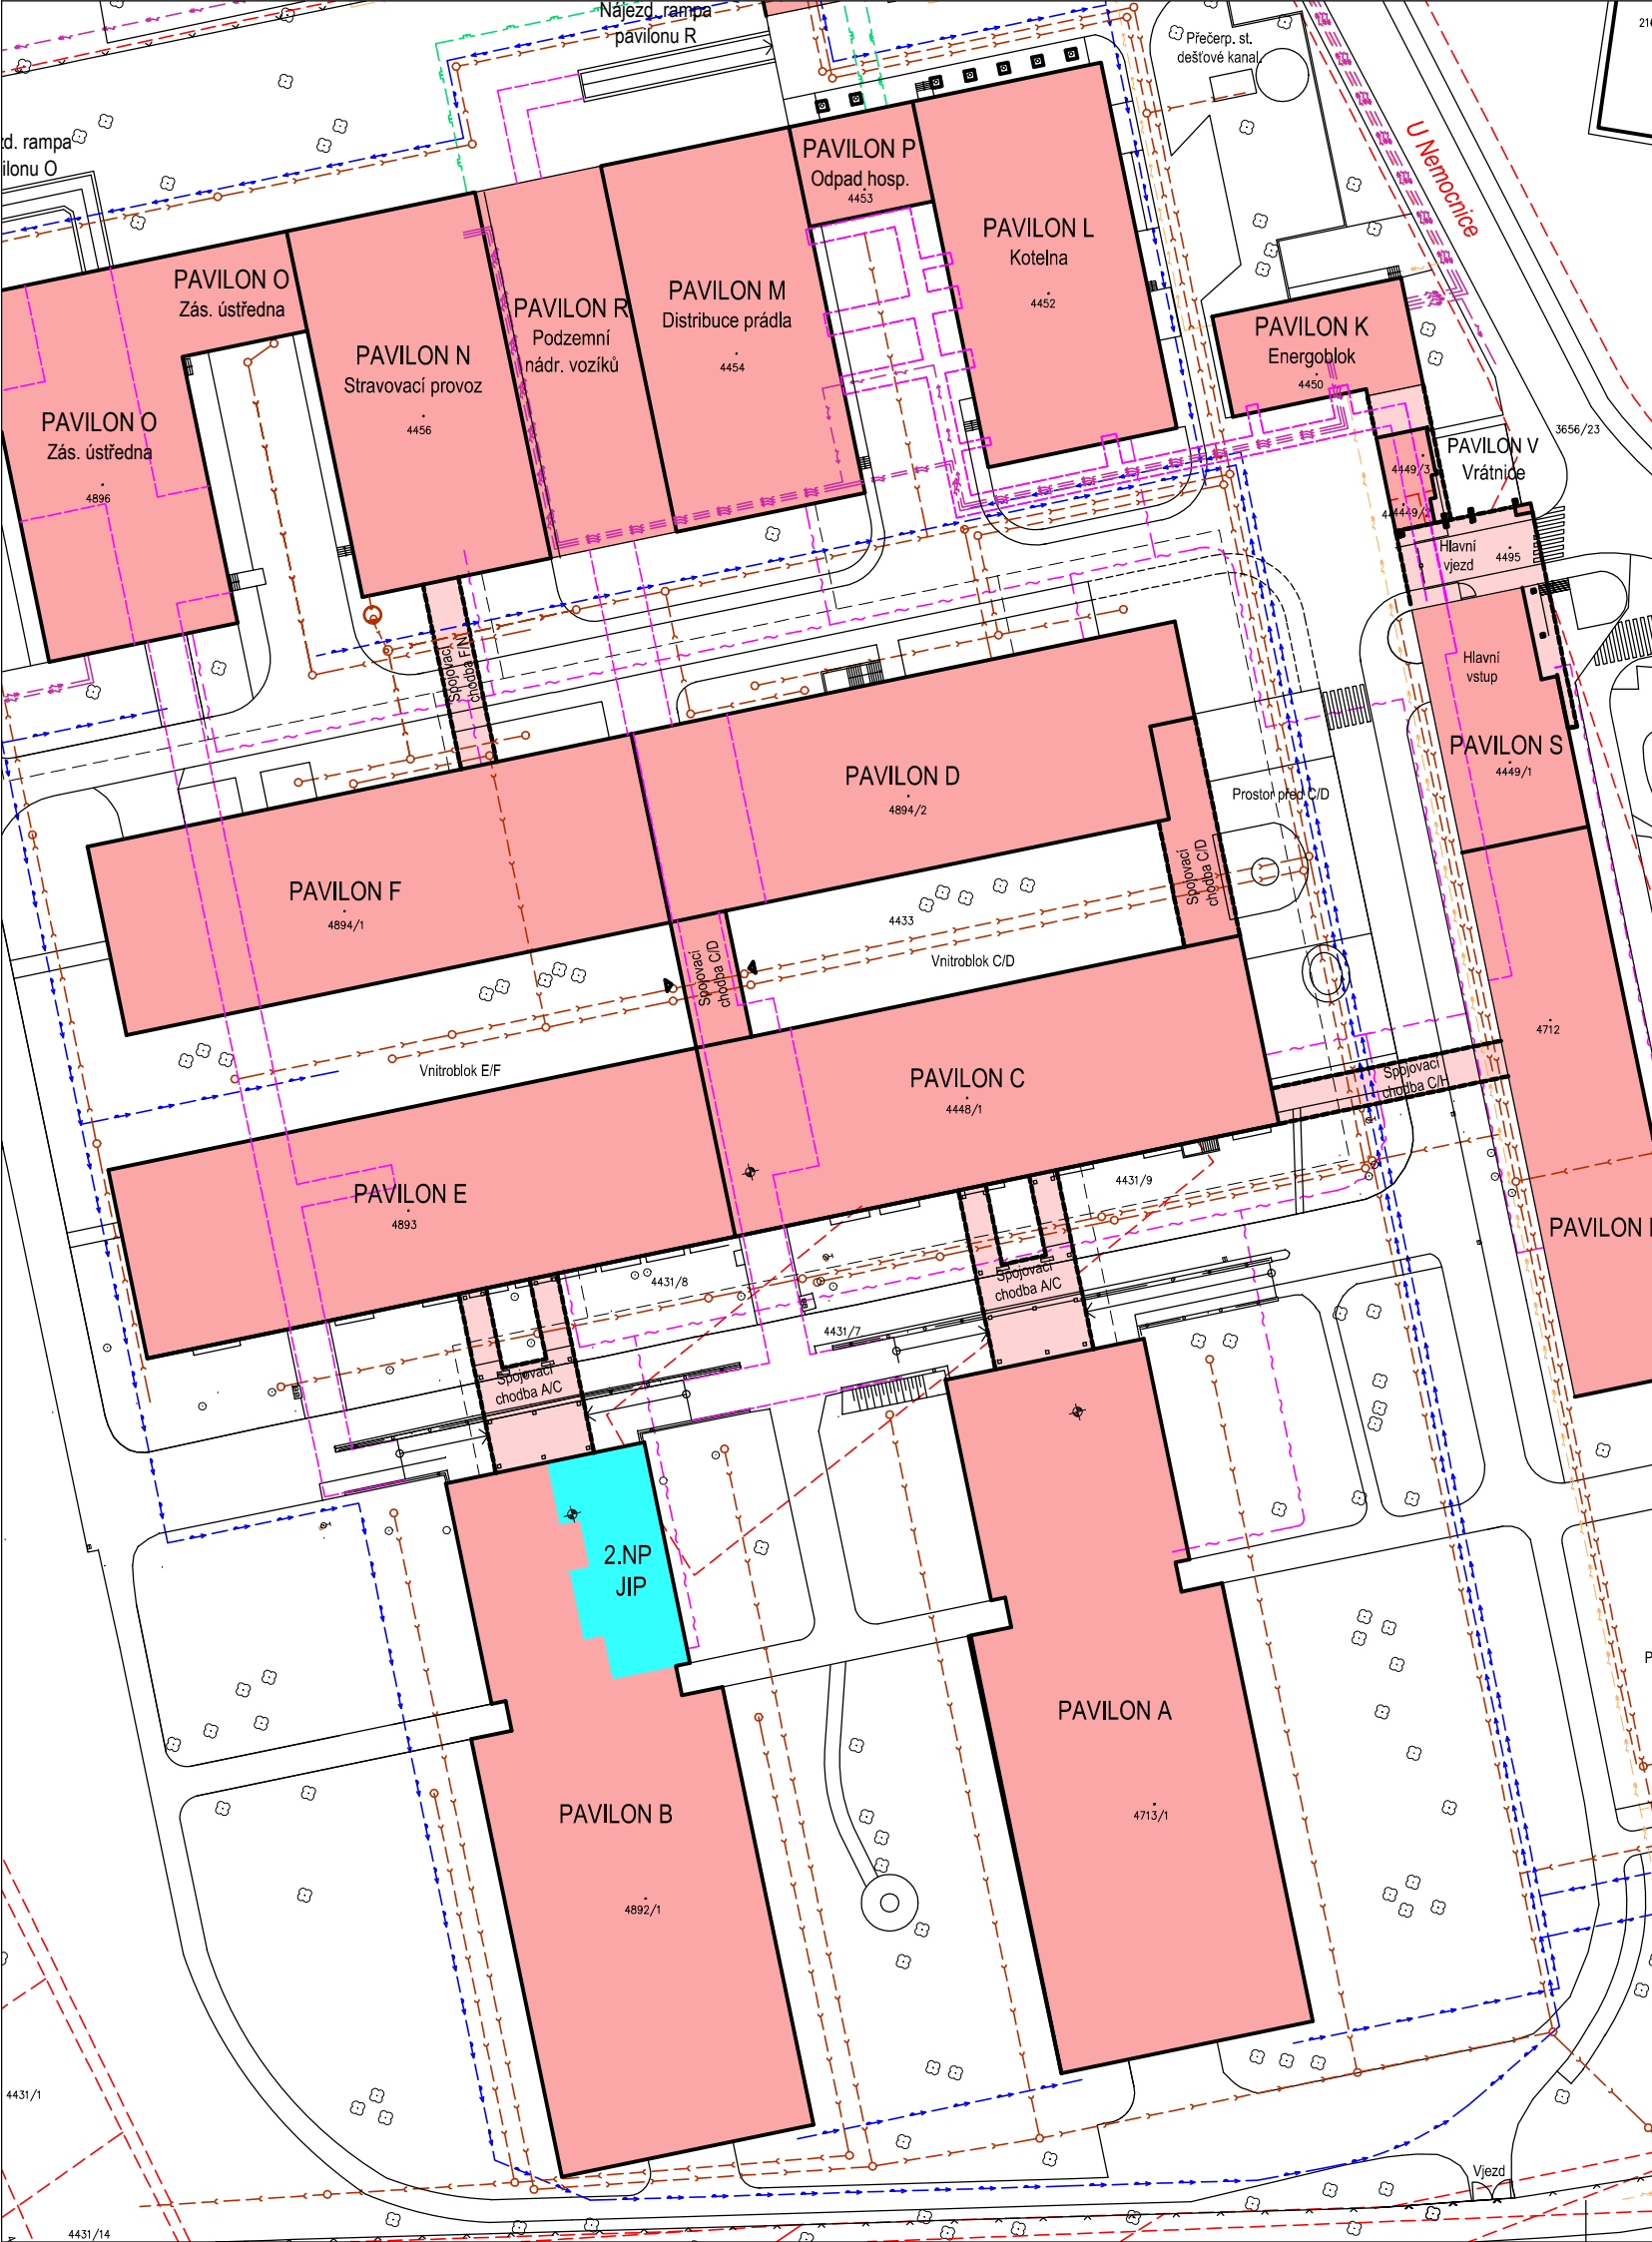 Nájezd. rampa
pavilonu R
Přečerp. st.
dešťové kanal.
U Nemocnice
zd. rampa
ilonu O
PAVILON P
Odpad hosp.
4453
PAVILON L
Kotelna
4452
PAVILON O
Zás. ústředna
PAVILON R
Podzemní
nádr. vozíků
PAVILON M
Distribuce prádla
4454
PAVILON N
Stravovací provoz
4456
PAVILON K
Energoblok
4450
PAVILON O
Zás. ústředna
4896
3656/23
PAVILON V
Vrátnice
4449/3
Hlavní
vjezd
4495
Spojovací
chodba F/N
Hlavní
vstup
PAVILON S
4449/1
PAVILON D
4894/2
Prostor před C/D
PAVILON F
4894/1
Spojovací
chodba C/D
4433
Vnitroblok C/D
Spojovací
chodba C/D
4712
Vnitroblok E/F
PAVILON C
4448/1
Spojovací
chodba C/H
PAVILON E
4893
4431/9
PAVILON
4431/8
Spojovací
chodba A/C
4431/7
Spojovací
chodba A/C
2.NP
JIP
PAVILON A
4713/1
PAVILON B
4892/1
4431/1
Vjezd
4431/14